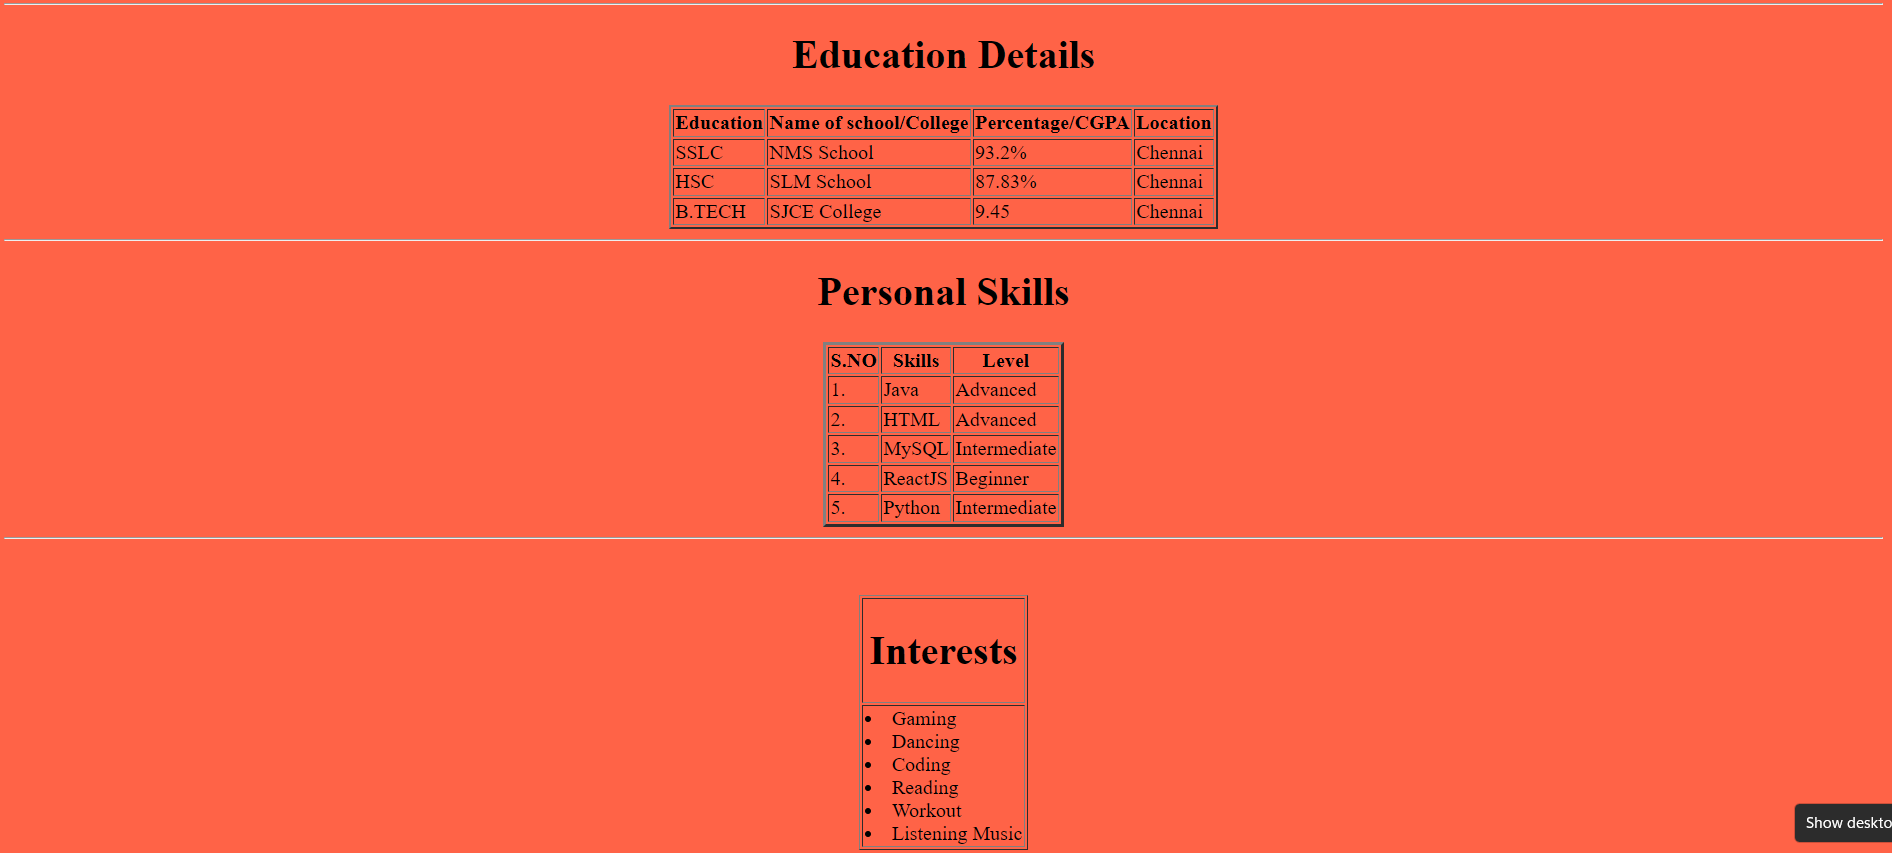 Education Details
Education Name of school/College Percentage/CGPA Location
SSLC NMS School 93.2% Chennai
HSC SLM School 87.83% Chennai
B.TECH SJCE College 9.45 Chennai
Personal Skills
S.NO Skills Level
1. Java Advanced
2. HTML Advanced
3. MySQL Intermediate
4. ReactJS Beginner
5. Python Intermediate
Interests
• Gaming
• Dancing
• Coding
• Reading
• Workout
• Listening Music
Show deskto